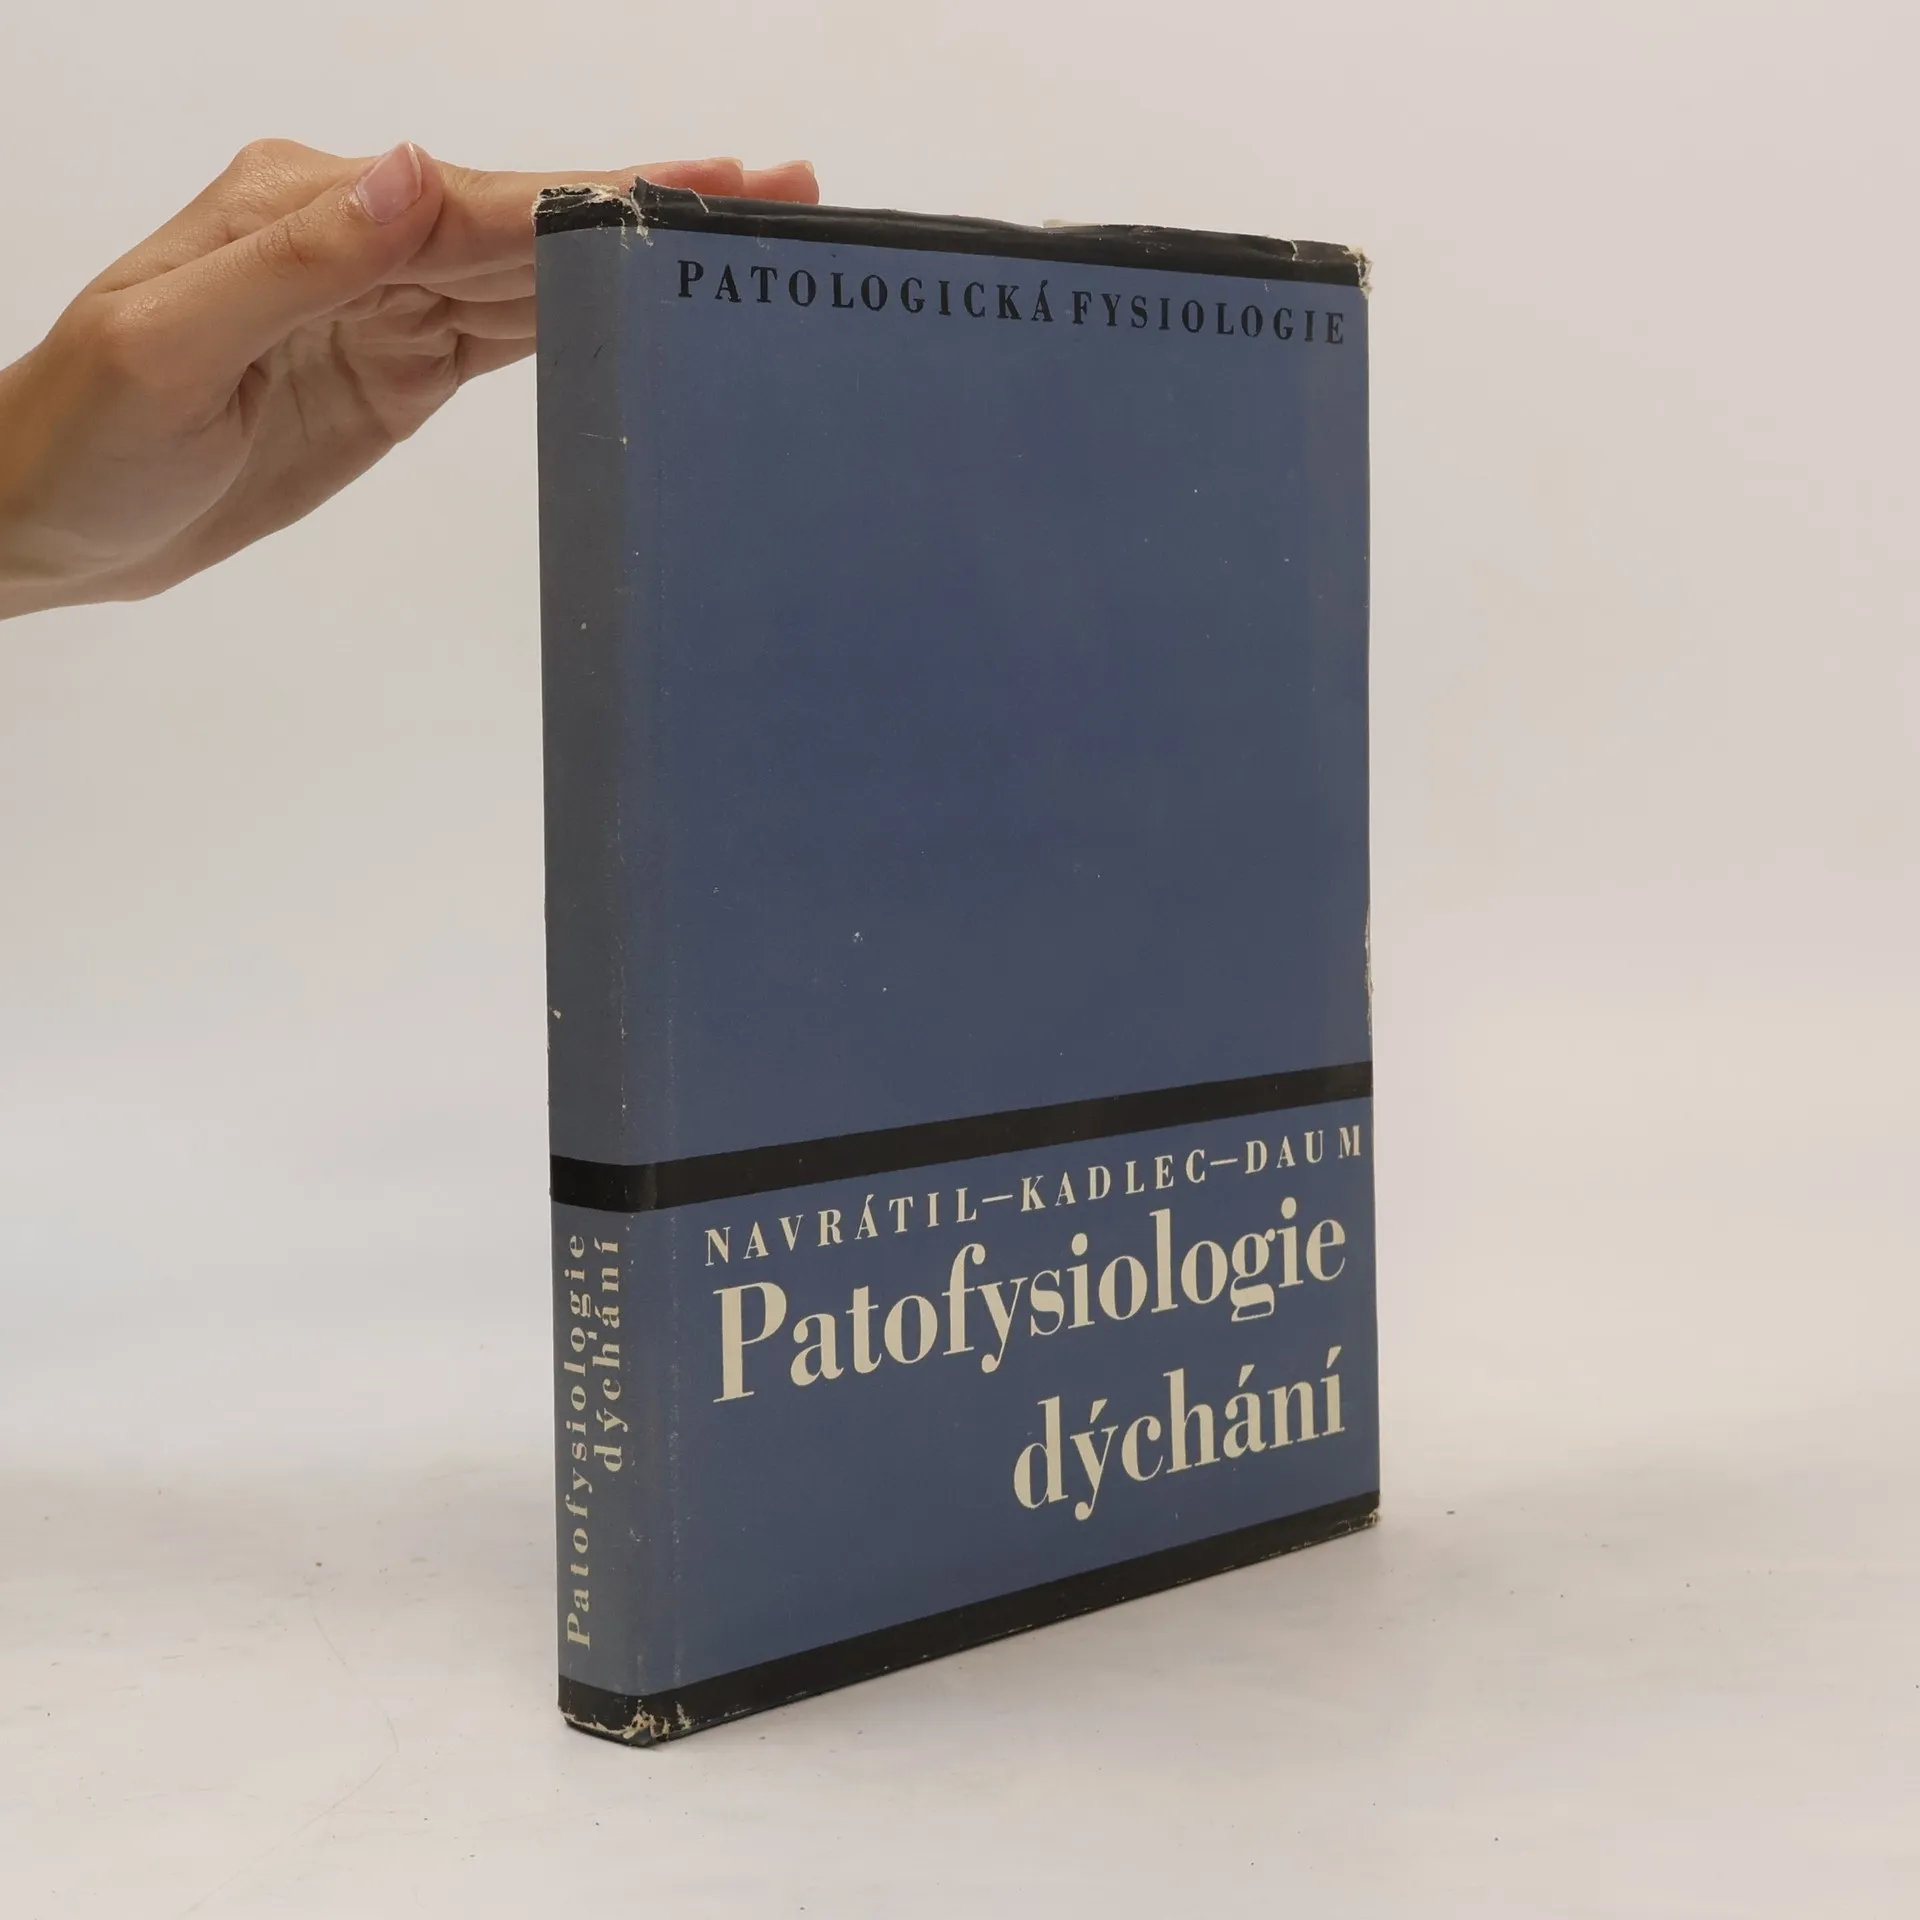 PATOLOGICKÁ FYSIOLOGIE
NAVRÁTIL—KADLEC—DAUM
Patofysiologie
dýchání
Patofysiologie
dýchání